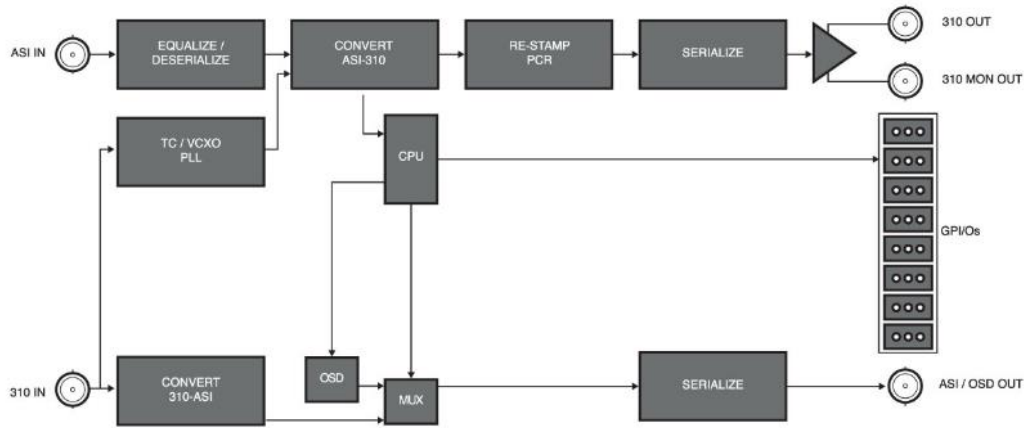 310 OUT
ASI IN
EQUALIZE /
DESERIALIZE
CONVERT
ASI-310
RE-STAMP
PCR
SERIALIZE
310 MON OUT
TC / VCXO
PLL
CPU
GPI/Os
310 IN
CONVERT
310-ASI
OSD
MUX
SERIALIZE
ASI / OSD OUT